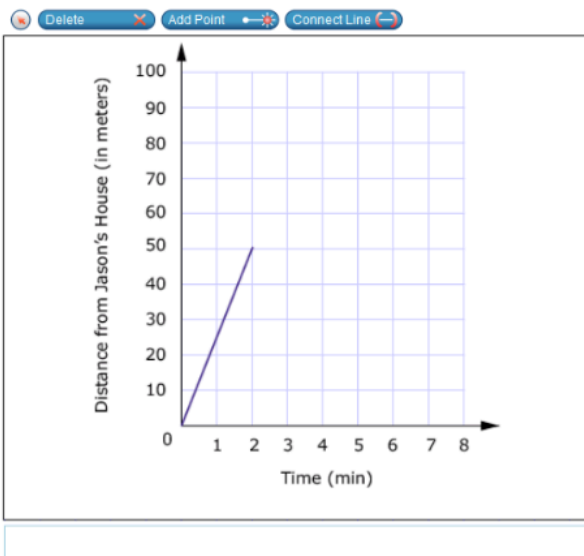 Delete
Add Point
Connect Line
Distance from Jason's House (in meters)
100
90
80
70
60
50
40
30
20
10
0
1 2 3 4 5 6 7 8
Time (min)